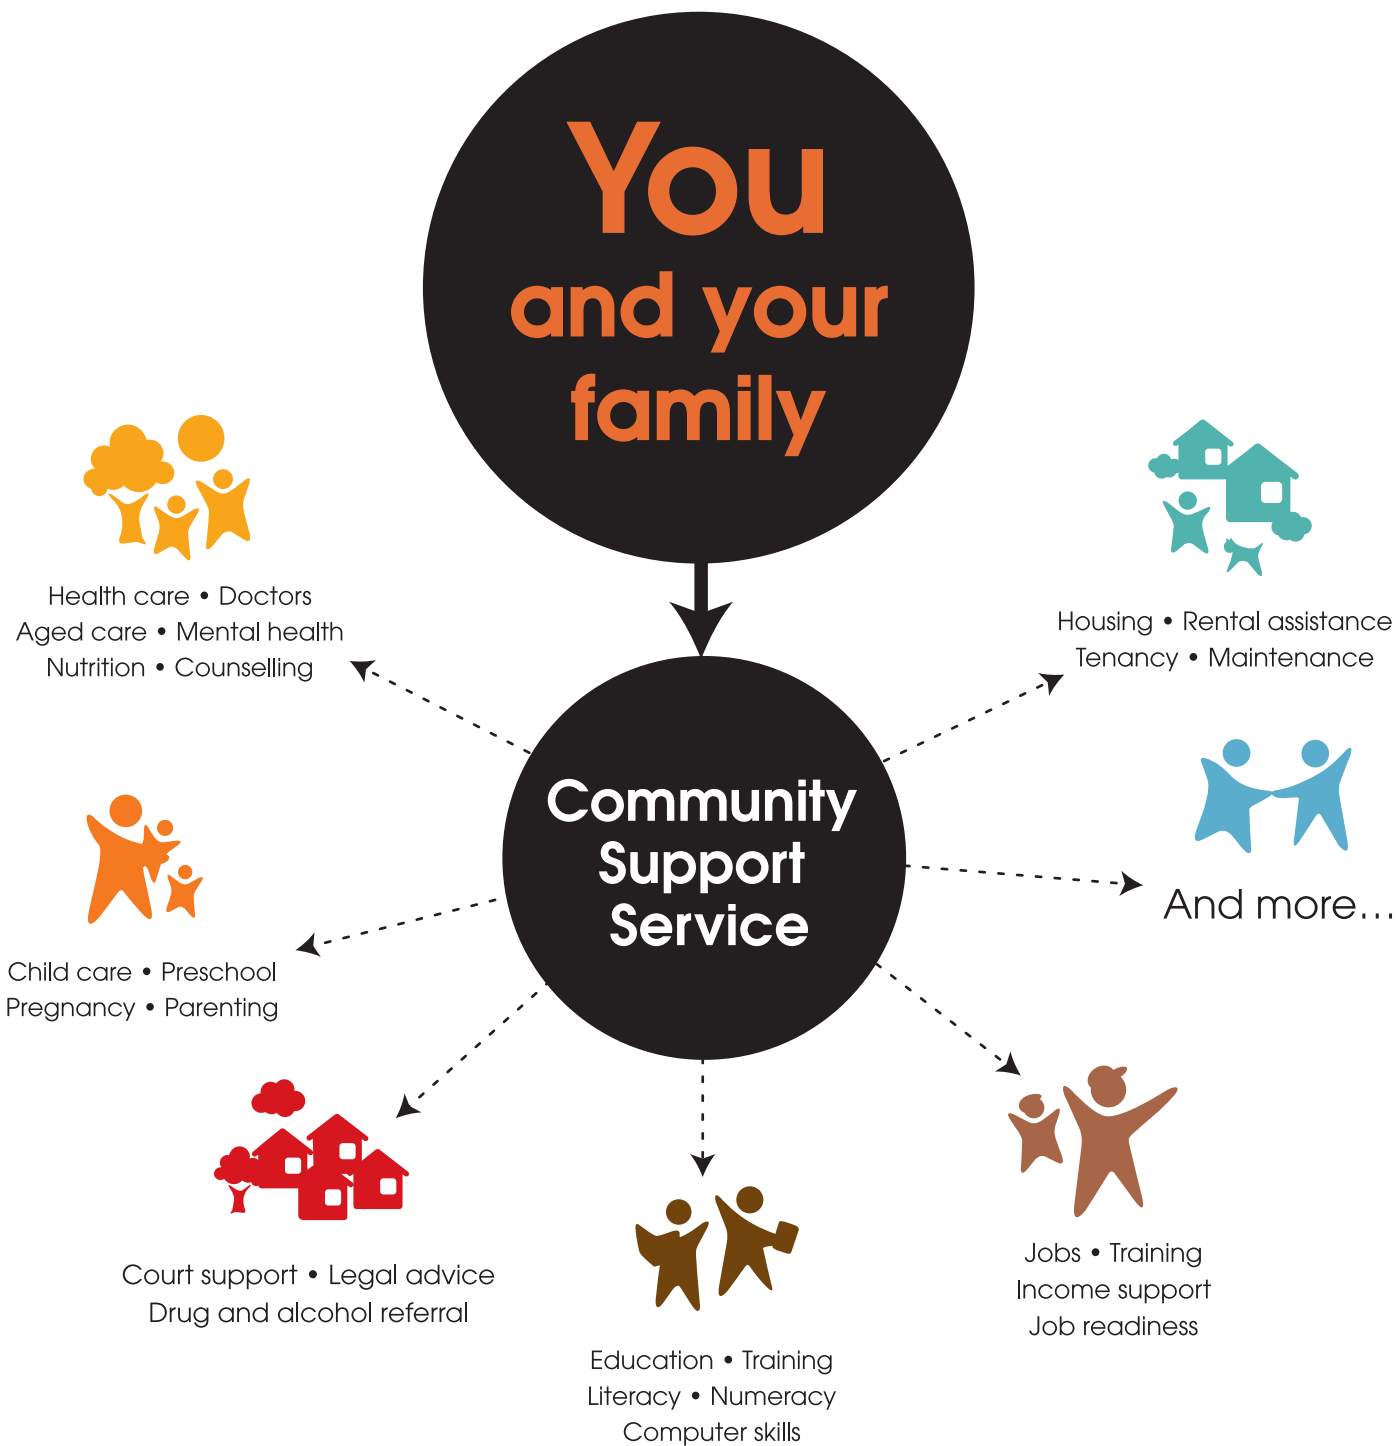 You
and your
family
Health care • Doctors
Aged care • Mental health
Nutrition • Counselling
Housing • Rental assistance
Tenancy • Maintenance
Community
Support
Service
And more...
Child care • Preschool
Pregnancy • Parenting
Court support • Legal advice
Drug and alcohol referral
Education • Training
Literacy • Numeracy
Computer skills
Jobs • Training
Income support
Job readiness